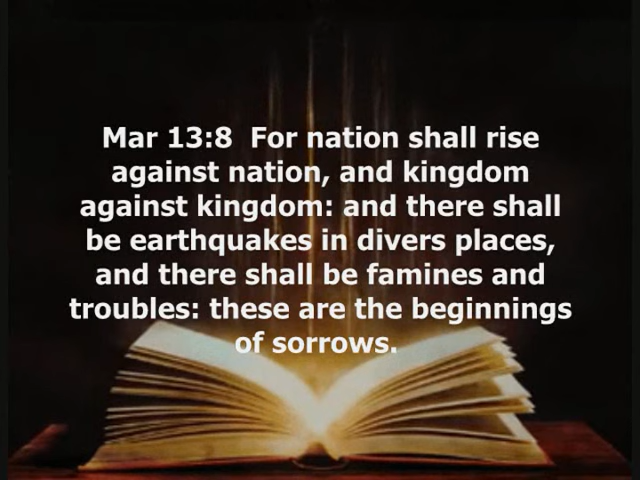 Mar 13:8  For nation shall rise
against nation, and kingdom
against kingdom: and there shall
be earthquakes in divers places,
and there shall be famines and
troubles: these are the beginnings
of sorrows.